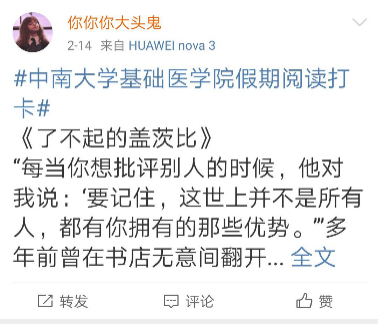 你你你大头鬼
2-14 来自 HUAWEI nova 3
#中南大学基础医学院假期阅读打
卡#
《了不起的盖茨比》
“每当你想批评别人的时候，他对
我说：‘要记住，这世上并不是所有
人，都有你拥有的那些优势。’”多
年前曾在书店无意间翻开... 全文
转发 评论 赞